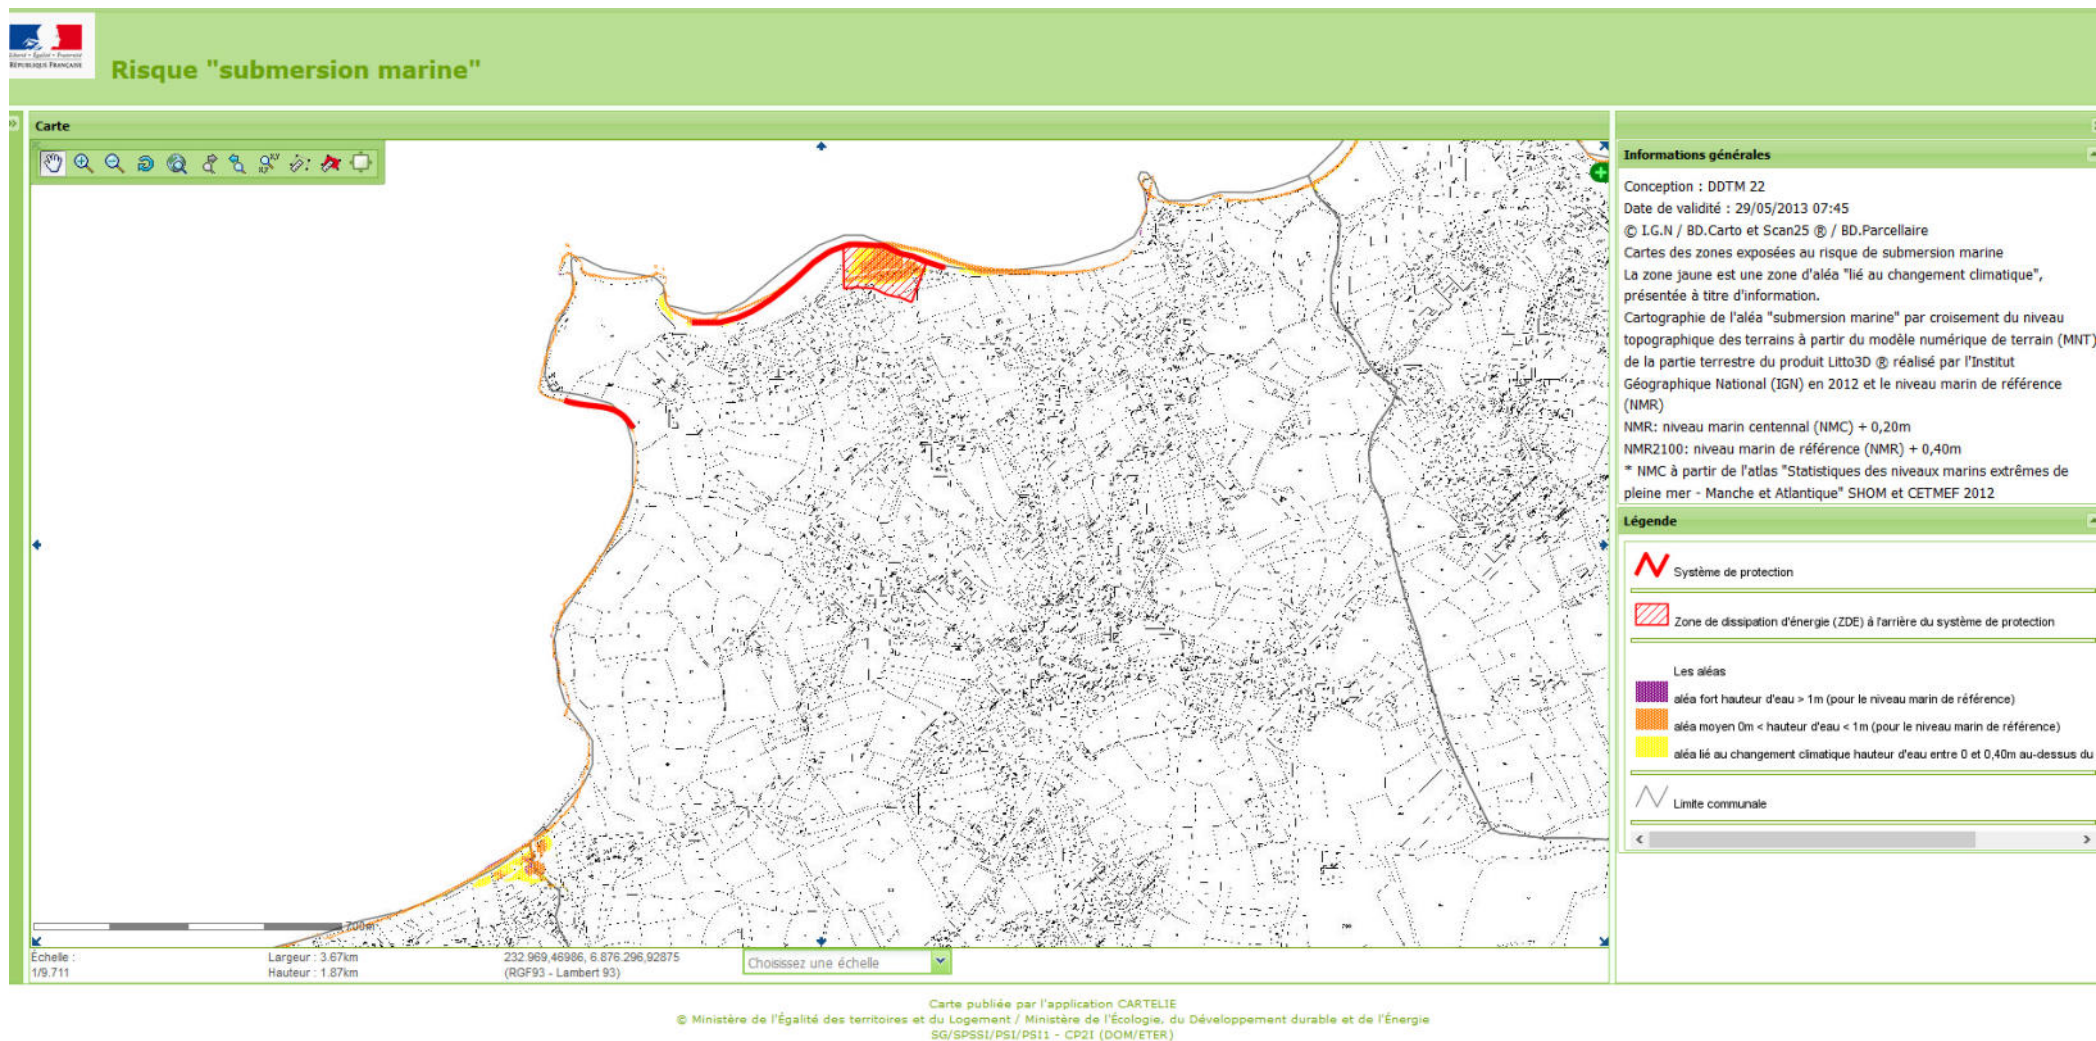 Liberté • Égalité • Fraternité
RÉPUBLIQUE FRANÇAISE
Risque "submersion marine"
Carte
Informations générales
Conception : DDTM 22
Date de validité : 29/05/2013 07:45
© I.G.N / BD.Carto et Scan25 ® / BD.Parcellaire
Cartes des zones exposées au risque de submersion marine
La zone jaune est une zone d'aléa "lié au changement climatique",
présentée à titre d'information.
Cartographie de l'aléa "submersion marine" par croisement du niveau
topographique des terrains à partir du modèle numérique de terrain (MNT)
de la partie terrestre du produit Litto3D ® réalisé par l'Institut
Géographique National (IGN) en 2012 et le niveau marin de référence
(NMR)
NMR: niveau marin centennal (NMC) + 0,20m
NMR2100: niveau marin de référence (NMR) + 0,40m
* NMC à partir de l'atlas "Statistiques des niveaux marins extrêmes de
pleine mer - Manche et Atlantique" SHOM et CETMEF 2012
Légende
Système de protection
Zone de dissipation d'énergie (ZDE) á l'arrière du système de protection
Les aléas
aléa fort hauteur d'eau > 1m (pour le niveau marin de référence)
aléa moyen 0m < hauteur d'eau < 1m (pour le niveau marin de référence)
aléa lié au changement climatique hauteur d'eau entre 0 et 0,40m au-dessus du
Limite communale
700m
Échelle :
1/9.711
Largeur : 3.67km
Hauteur : 1.87km
232.969,46986, 6.876.296,92875
(RGF93 - Lambert 93)
Choisissez une échelle
Carte publiée par l'application CARTELIE
© Ministère de l'Égalité des territoires et du Logement / Ministère de l'Écologie, du Développement durable et de l'Énergie
SG/SPSSI/PSI/PSI1 - CP2I (DOM/ETER)